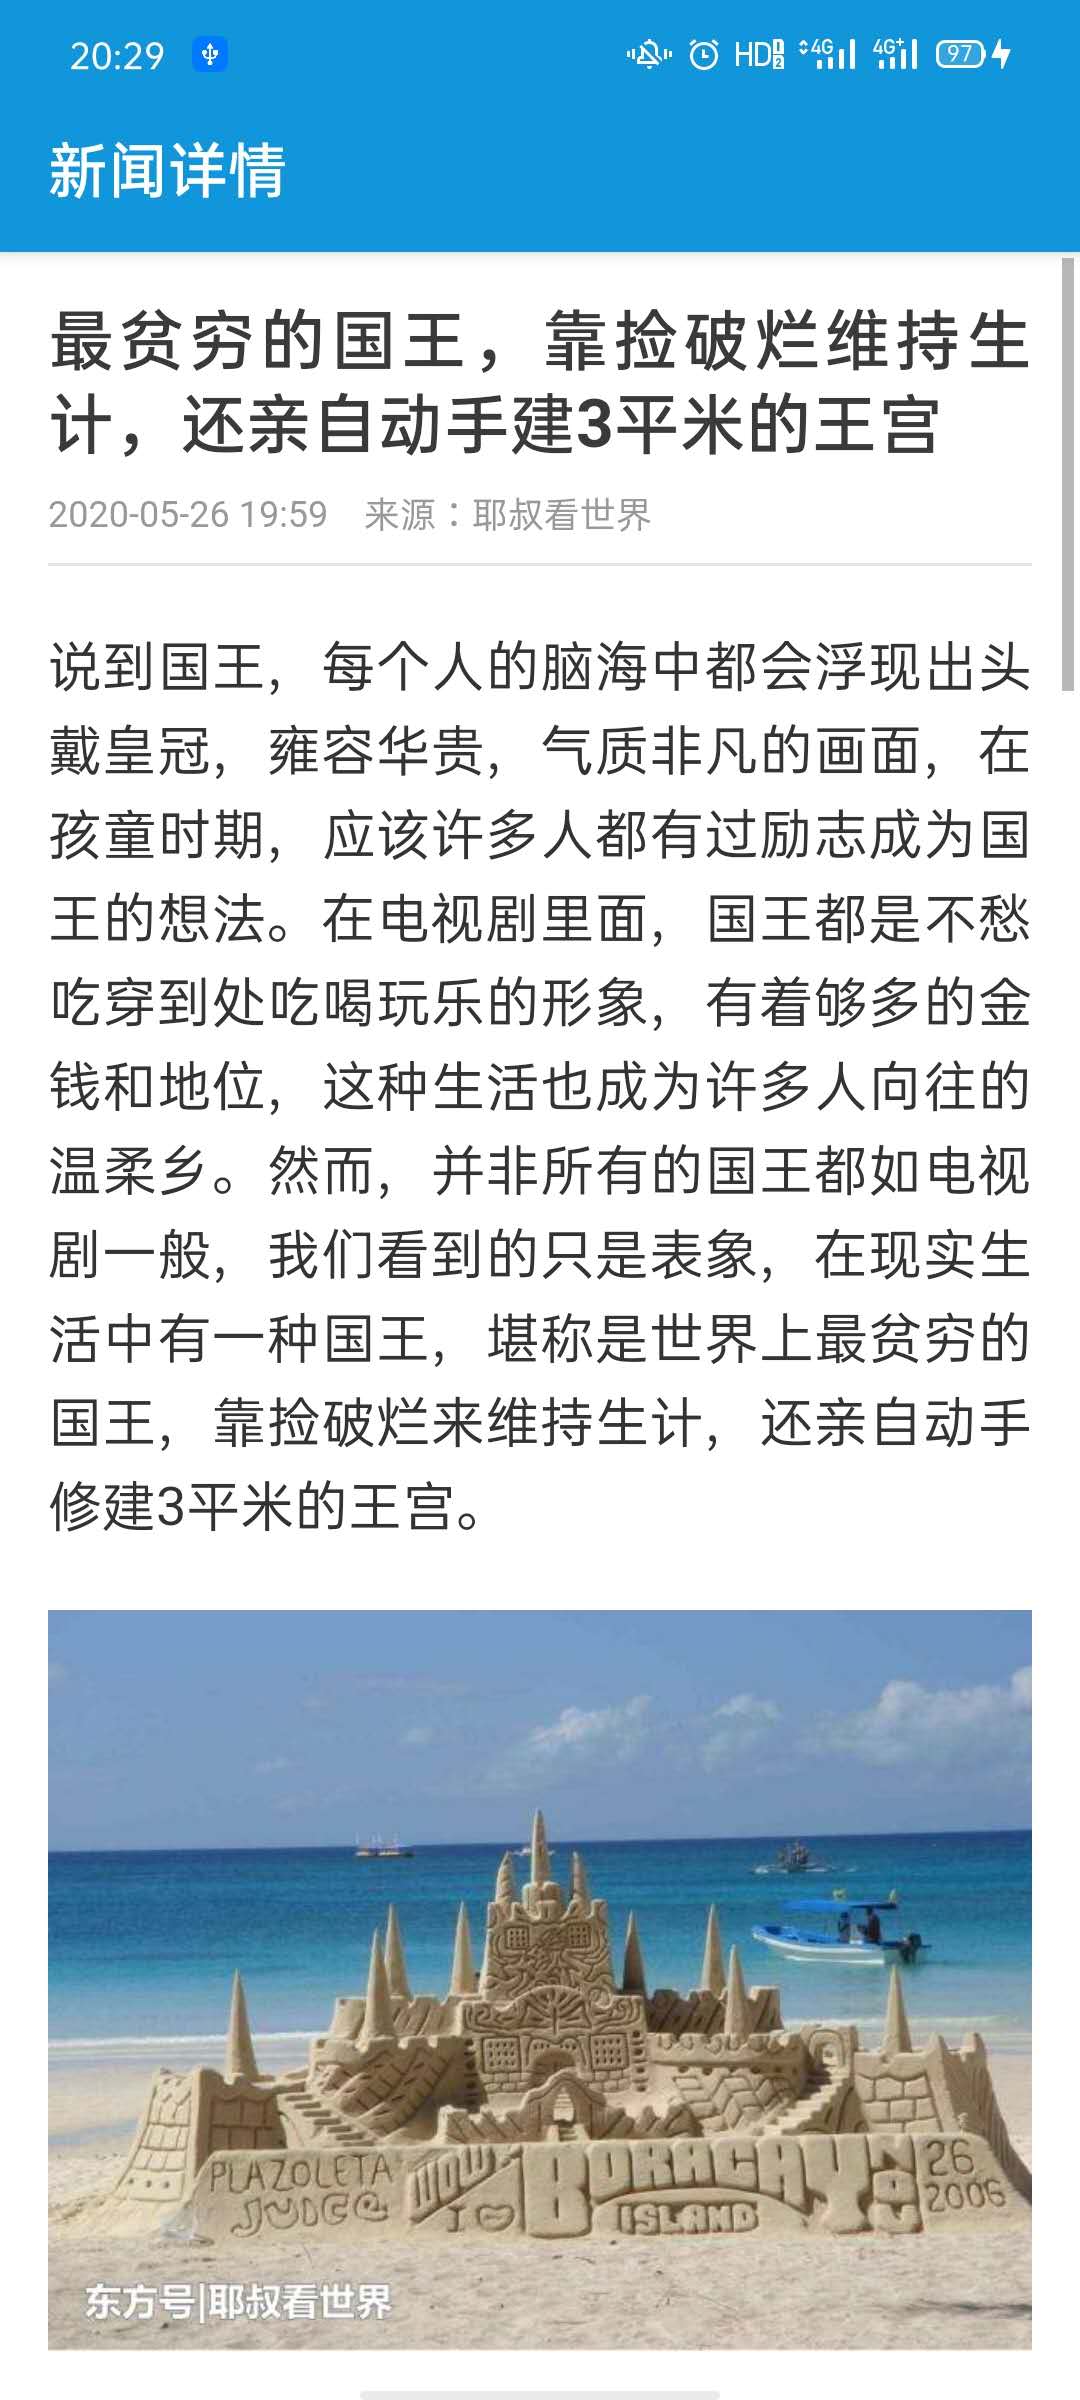 20:29
HD 1 2 4G 4G+ 97
新闻详情
最贫穷的国王，靠捡破烂维持生
计，还亲自动手建3平米的王宫
2020-05-26 19:59 来源：耶叔看世界
说到国王，每个人的脑海中都会浮现出头
戴皇冠，雍容华贵，气质非凡的画面，在
孩童时期，应该许多人都有过励志成为国
王的想法。在电视剧里面，国王都是不愁
吃穿到处吃喝玩乐的形象，有着够多的金
钱和地位，这种生活也成为许多人向往的
温柔乡。然而，并非所有的国王都如电视
剧一般，我们看到的只是表象，在现实生
活中有一种国王，堪称是世界上最贫穷的
国王，靠捡破烂来维持生计，还亲自动手
修建3平米的王宫。
PLAZOLETA
JUDGE
I
BORACAY
ISLAND
NOV
26
2006
东方号|耶叔看世界